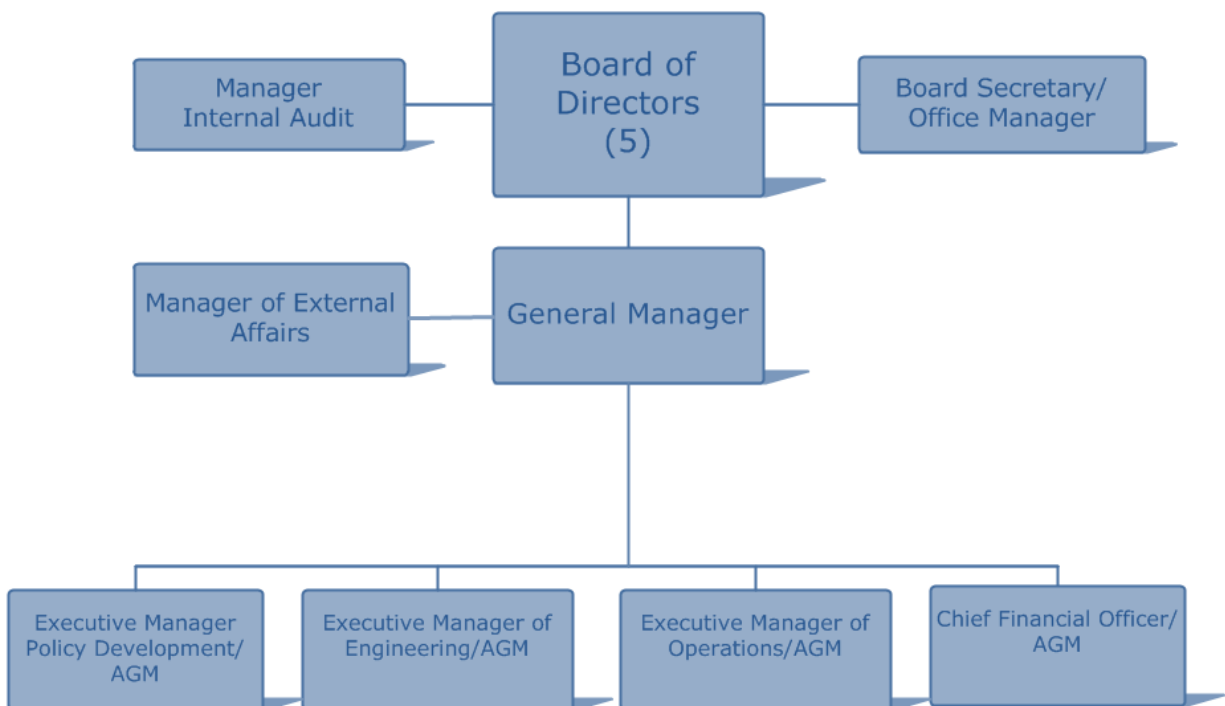 Manager
Internal Audit
Board of
Directors
(5)
Board Secretary/
Office Manager
Manager of External
Affairs
General Manager
Executive Manager
Policy Development/
AGM
Executive Manager of
Engineering/AGM
Executive Manager of
Operations/AGM
Chief Financial Officer/
AGM